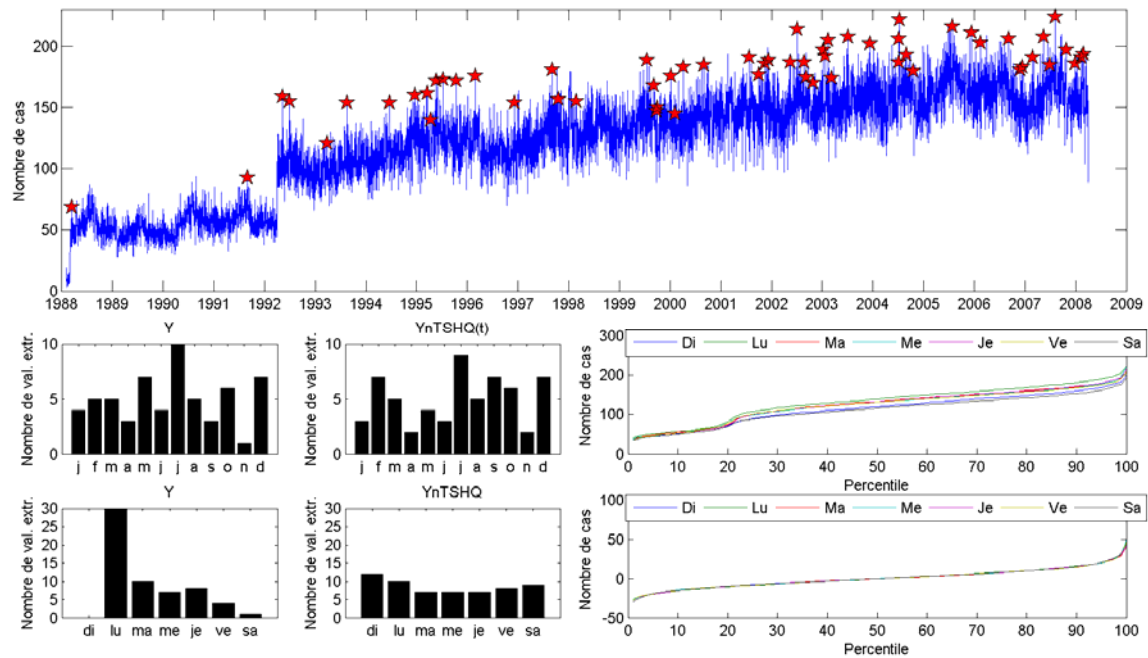 Nombre de cas
200
150
100
50
0
1988 1989 1990 1991 1992 1993 1994 1995 1996 1997 1998 1999 2000 2001 2002 2003 2004 2005 2006 2007 2008 2009
Y
Nombre de val. extr.
10
5
0
j f m a m j j a s o n d
YnTSHQ(t)
Nombre de val. extr.
10
5
0
j f m a m j j a s o n d
Di Lu Ma Me Je Ve Sa
Nombre de cas
300
200
100
0
0 10 20 30 40 50 60 70 80 90 100
Percentile
Y
Nombre de val. extr.
30
25
20
15
10
5
0
di lu ma me je ve sa
YnTSHQ
Nombre de val. extr.
30
25
20
15
10
5
0
di lu ma me je ve sa
Di Lu Ma Me Je Ve Sa
Nombre de cas
100
50
0
-50
0 10 20 30 40 50 60 70 80 90 100
Percentile